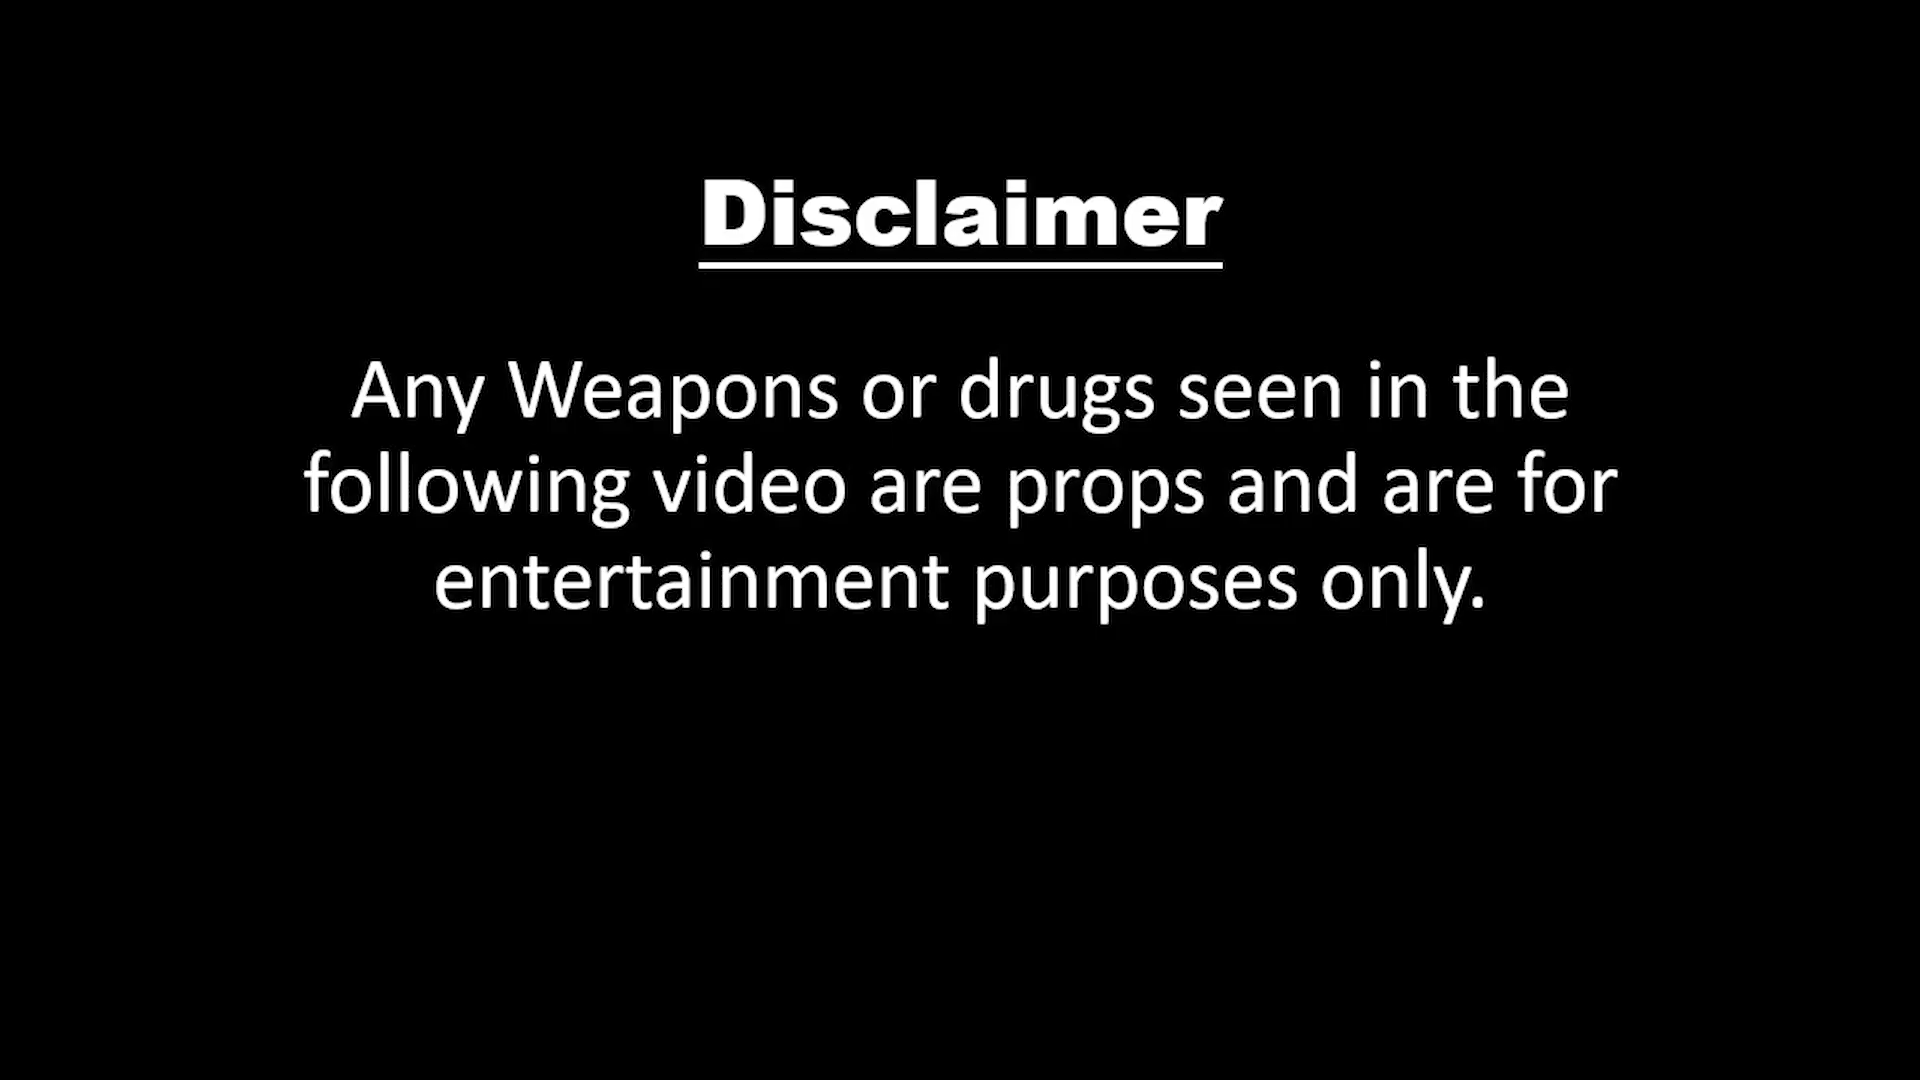 Disclaimer
Any Weapons or drugs seen in the
following video are props and are for
entertainment purposes only.